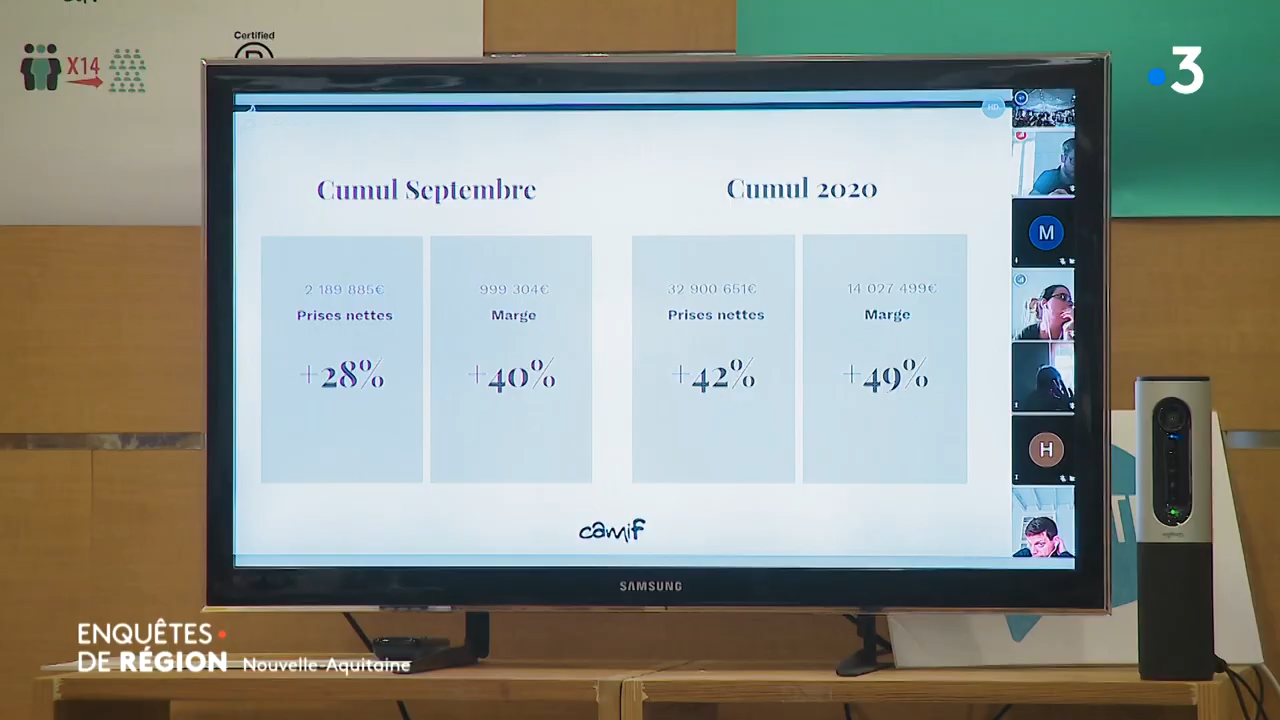 Certified
X14
3
HD
Cumul Septembre
Cumul 2020
2 189 885€
Prises nettes
+28%
999 304€
Marge
+40%
32 900 651€
Prises nettes
+42%
14 027 499€
Marge
+49%
M
H
camif
SAMSUNG
ENQUÊTES
DE RÉGION Nouvelle-Aquitaine